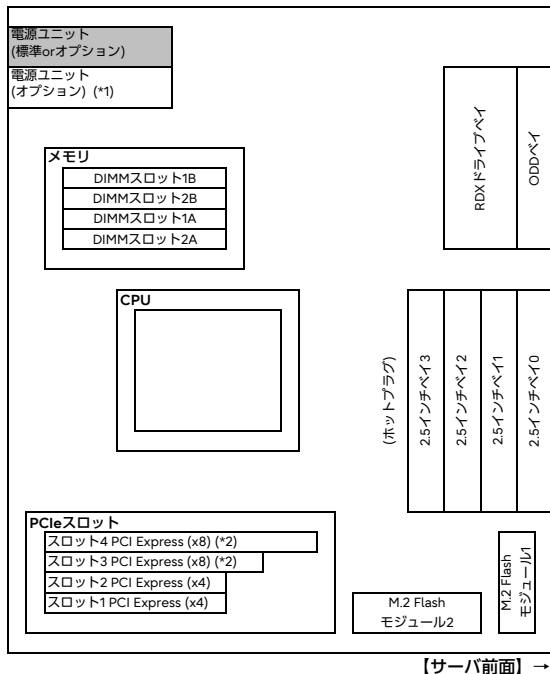 電源ユニット
(標準orオプション)
電源ユニット
(オプション) (*1)
RDXドライブベイ
ODDベイ
メモリ
DIMMスロット1B
DIMMスロット2B
DIMMスロット1A
DIMMスロット2A
CPU
(ホットプラグ)
2.5インチベイ3
2.5インチベイ2
2.5インチベイ1
2.5インチベイ0
PCIeスロット
スロット4 PCI Express (x8) (*2)
スロット3 PCI Express (x8) (*2)
スロット2 PCI Express (x4)
スロット1 PCI Express (x4)
M.2 Flash
モジュール2
M.2 Flash
モジュール1
【サーバ前面】→